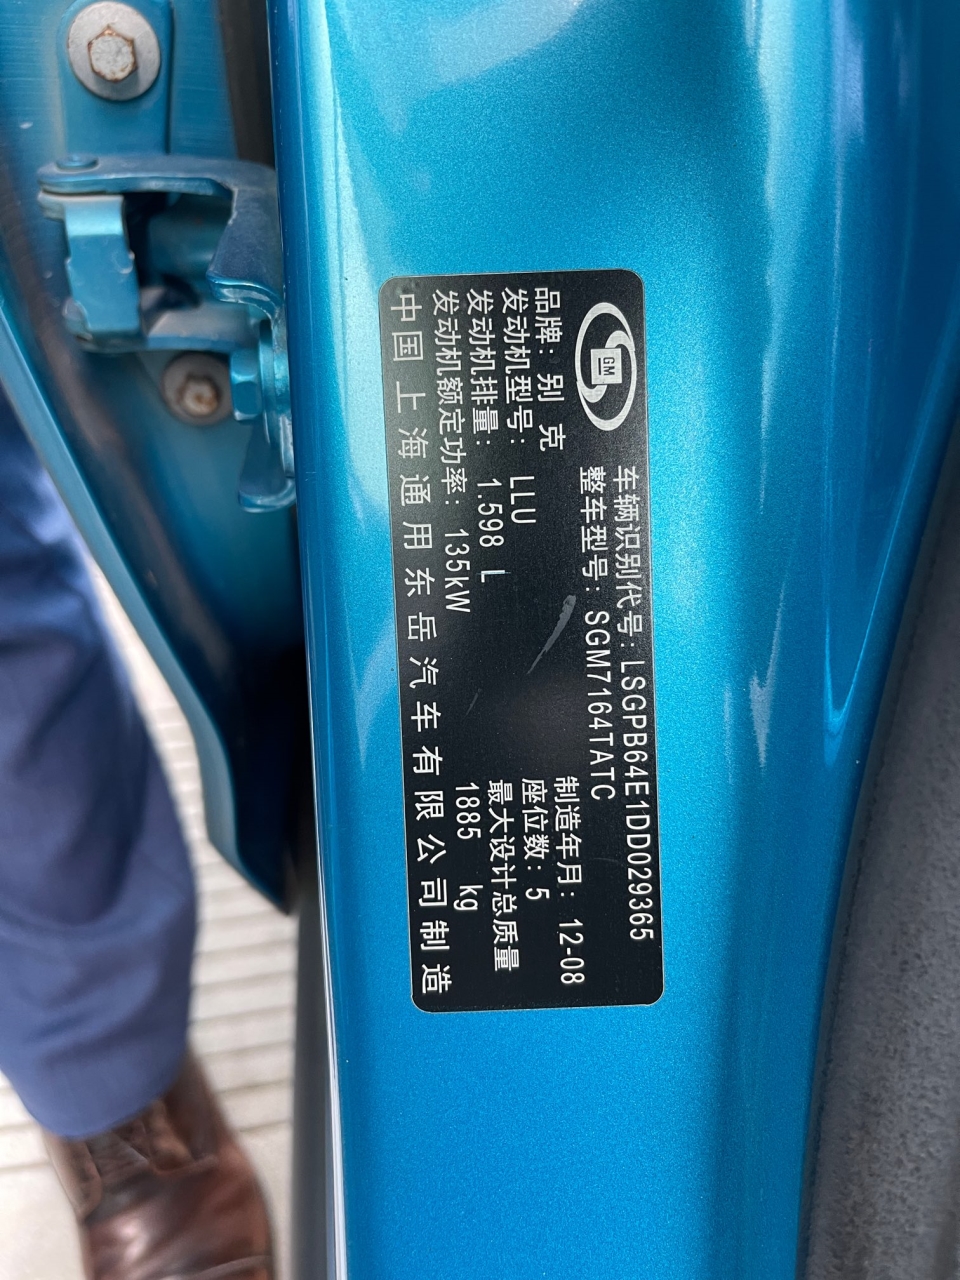 GM
车辆识别代号: LSGPB64E1DD029365
整车型号: SGM7164TATC
品牌: 别 克 制造年月: 12-08
发动机型号: LLU 座位数: 5
发动机排量: 1.598 L 最大设计总质量
发动机额定功率: 135kW 1885 kg
中国上海通用东岳汽车有限公司制造